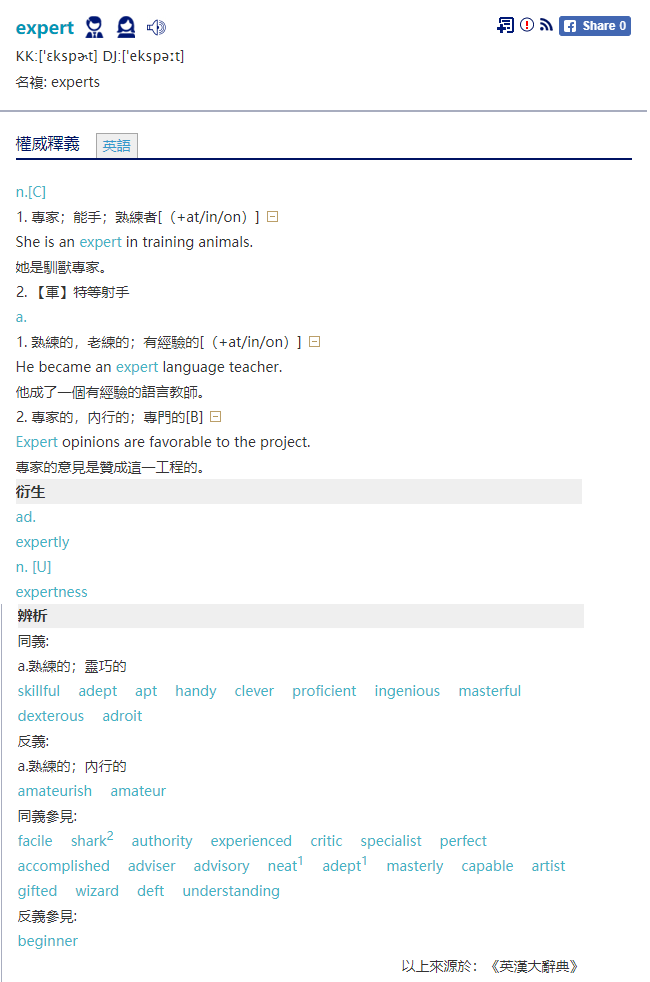 expert
Share 0
KK:[ˋɛkspɚt] DJ:[ˈekspəːt]
名複: experts
權威釋義 英語
n.[C]
1. 專家；能手；熟練者[（+at/in/on）]
She is an expert in training animals.
她是馴獸專家。
2. 【軍】特等射手
a.
1. 熟練的，老練的；有經驗的[（+at/in/on）]
He became an expert language teacher.
他成了一個有經驗的語言教師。
2. 專家的，內行的；專門的[B]
Expert opinions are favorable to the project.
專家的意見是贊成這一工程的。
衍生
ad.
expertly
n. [U]
expertness
辨析
同義:
a.熟練的；靈巧的
skillful adept apt handy clever proficient ingenious masterful
dexterous adroit
反義:
a.熟練的；內行的
amateurish amateur
同義參見:
facile shark2 authority experienced critic specialist perfect
accomplished adviser advisory neat1 adept1 masterly capable artist
gifted wizard deft understanding
反義參見:
beginner
以上來源於：《英漢大辭典》